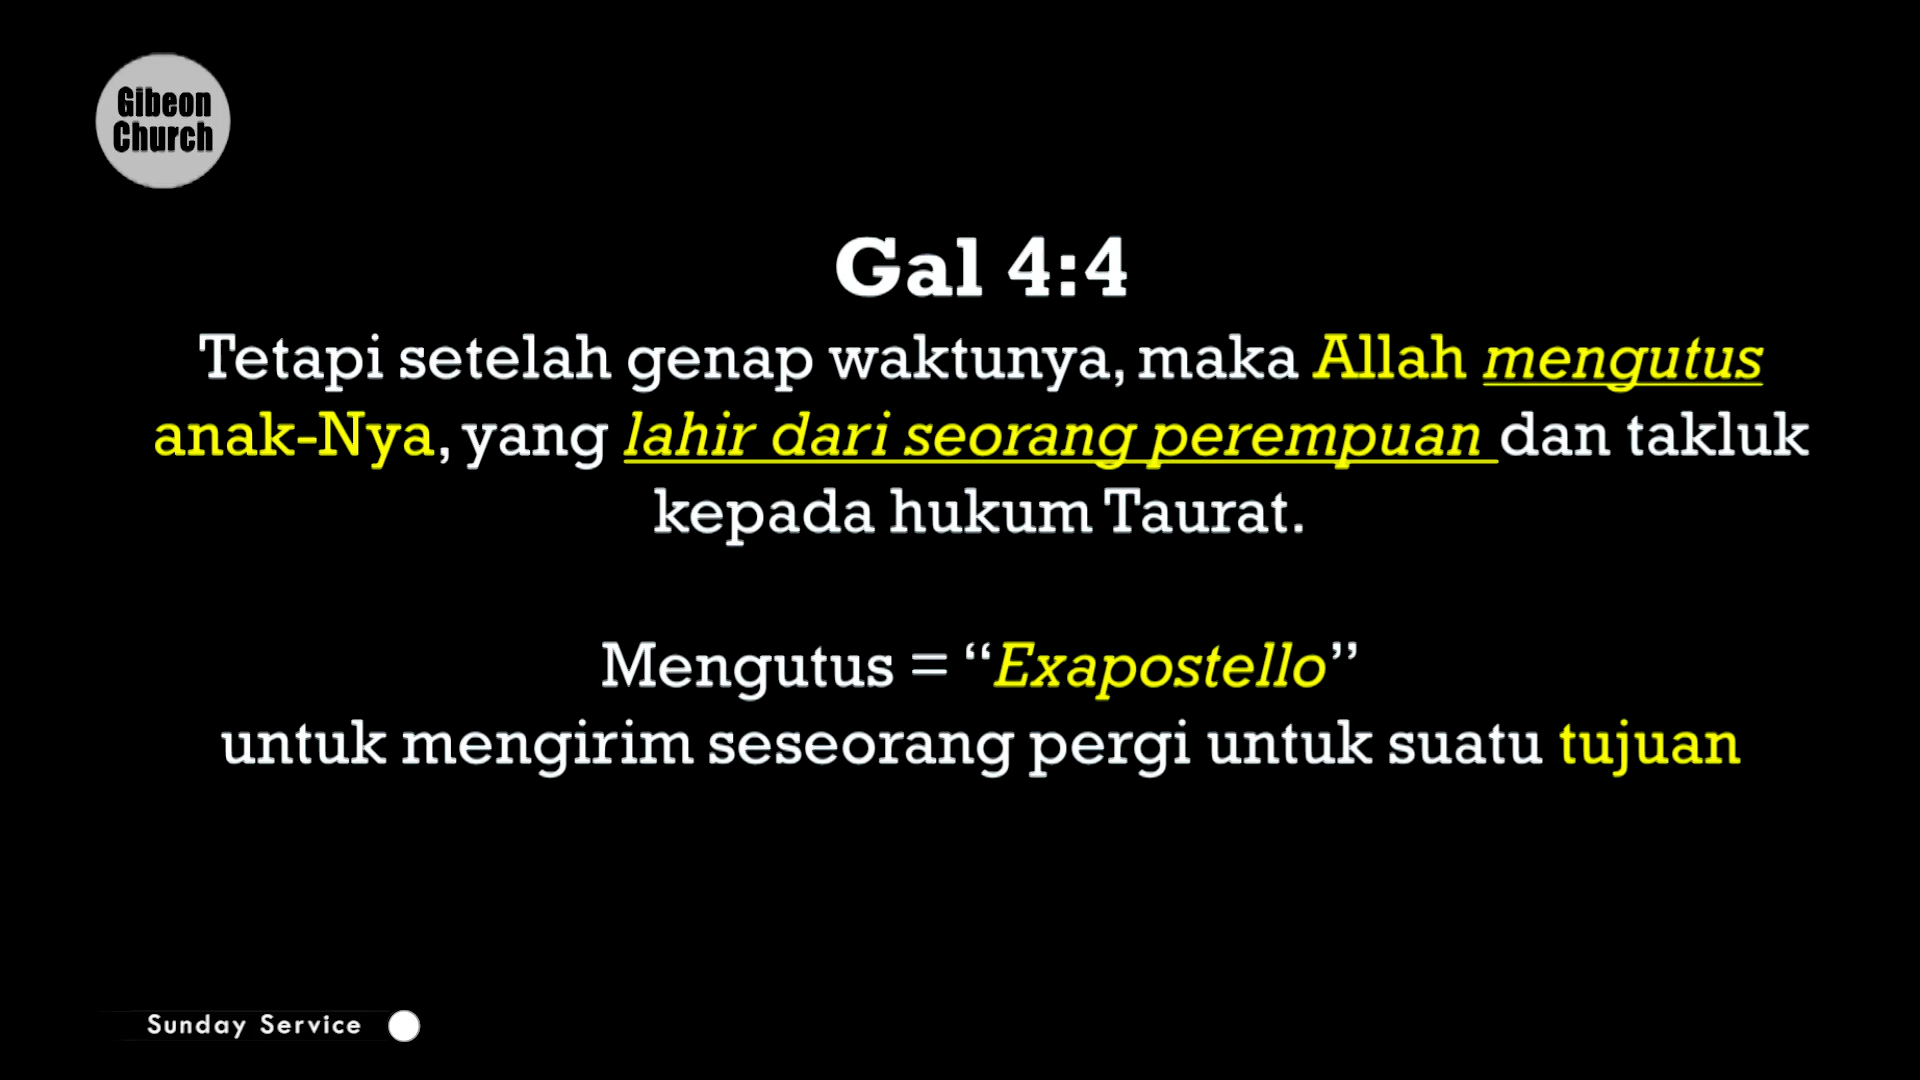 Gibeon
Church
Gal 4:4
Tetapi setelah genap waktunya, maka Allah mengutus
anak-Nya, yang lahir dari seorang perempuan dan takluk
kepada hukum Taurat.
Mengutus = “Exapostello”
untuk mengirim seseorang pergi untuk suatu tujuan
Sunday Service